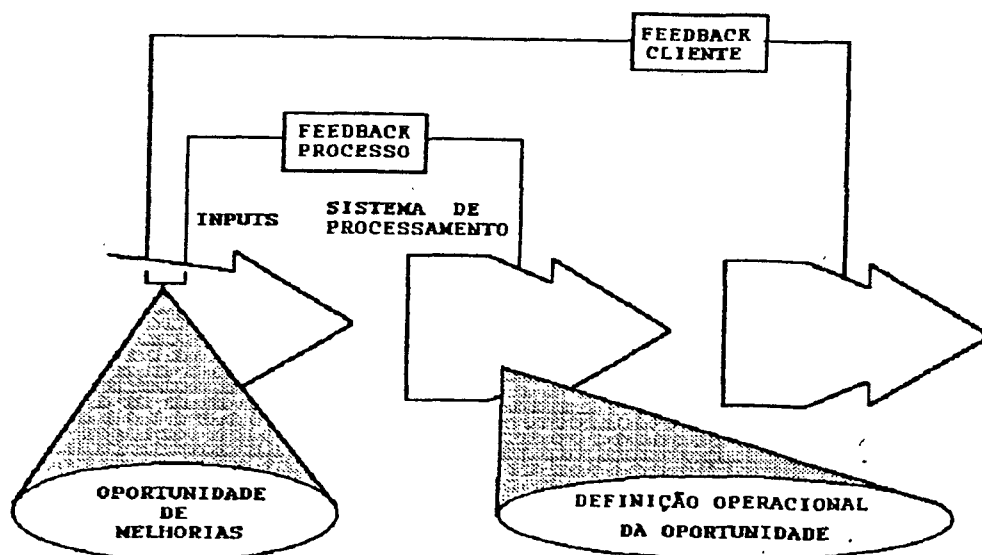 FEEDBACK
CLIENTE
FEEDBACK
PROCESSO
INPUTS
SISTEMA DE
PROCESSAMENTO
OPORTUNIDADE
DE
MELHORIAS
DEFINIÇÃO OPERACIONAL
DA OPORTUNIDADE